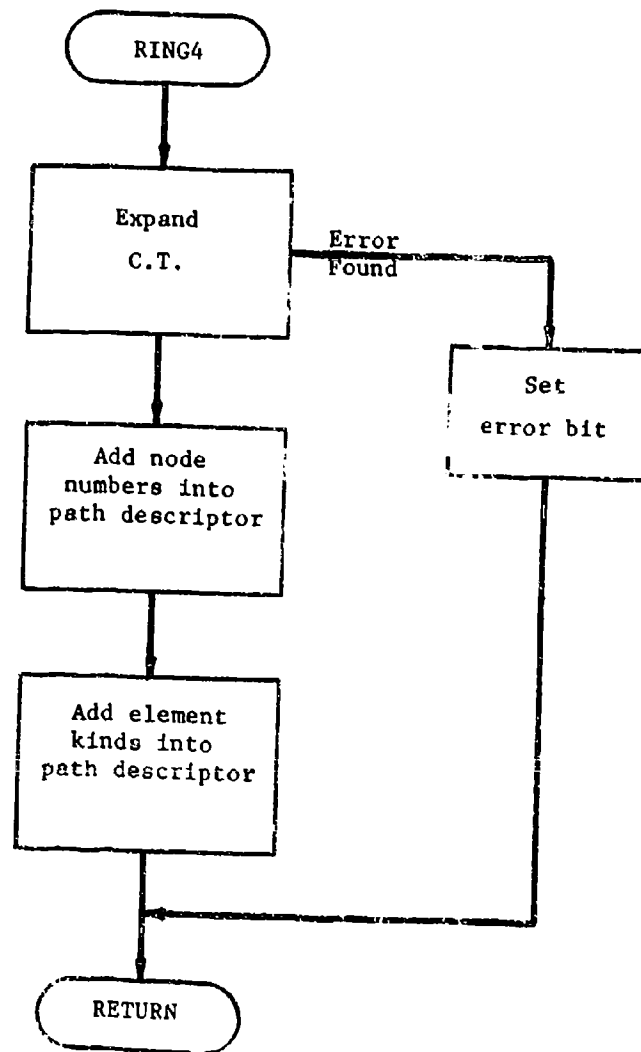 RING4
Expand
C.T.
Error
Found
Set
error bit
Add node
numbers into
path descriptor
Add element
kinds into
path descriptor
RETURN